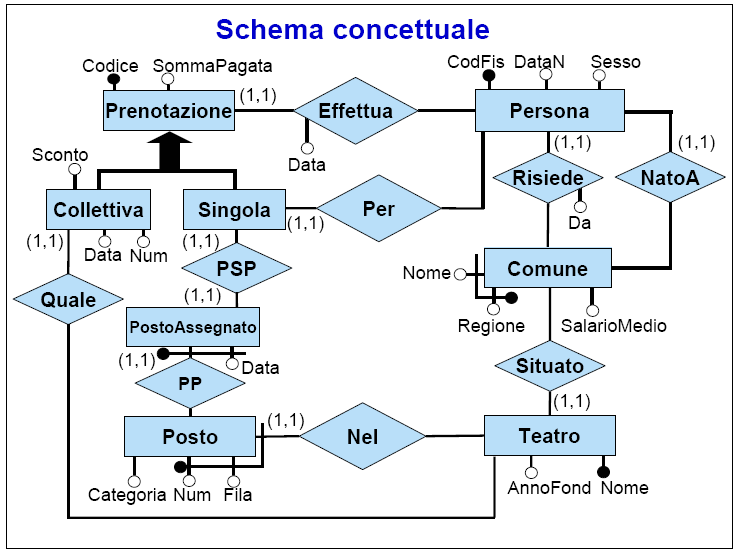 Schema concettuale
Codice SommaPagata CodFis DataN Sesso
Prenotazione (1,1) Effettua Persona
Data
Sconto (1,1) (1,1)
Risiede NatoA
Collettiva Singola (1,1) Per Da
(1,1) Data Num (1,1)
PSP Nome Comune
Quale (1,1)
PostoAssegnato Regione SalarioMedio
(1,1) Data
PP Situato
(1,1) (1,1)
Posto Nel Teatro
Categoria Num Fila AnnoFond Nome